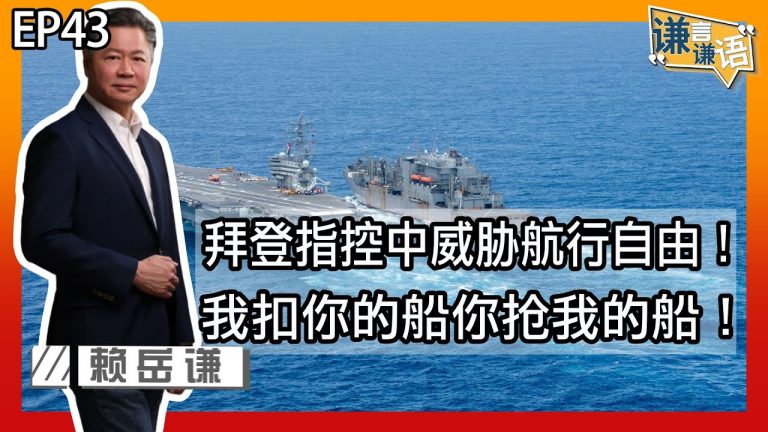 EP43
谦言谦语
拜登指控中威胁航行自由！
我扣你的船你抢我的船！
赖岳谦